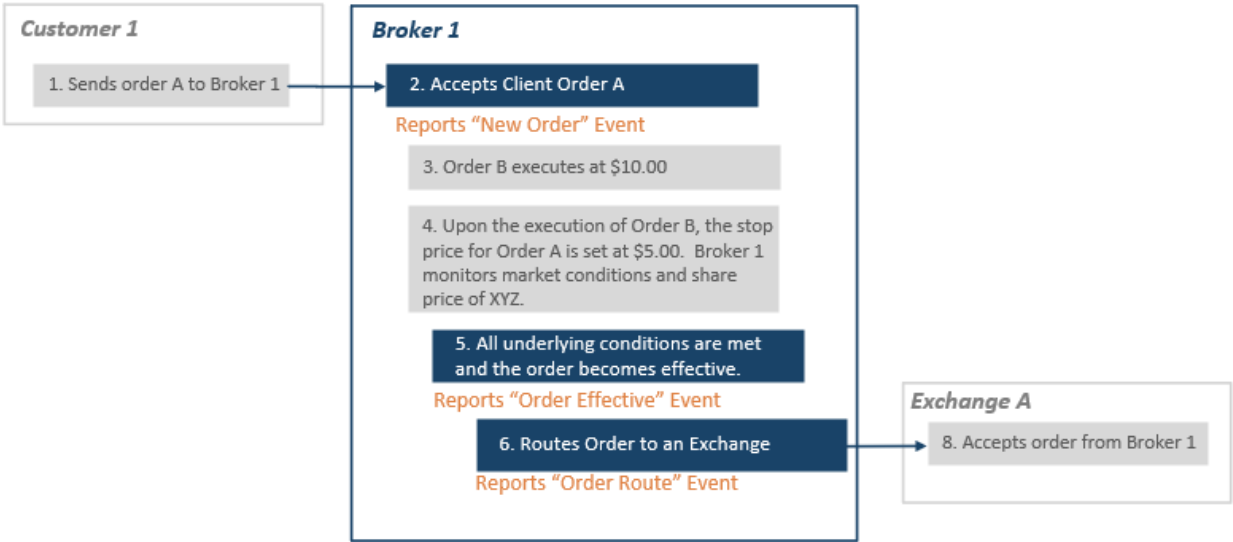 Customer 1
1. Sends order A to Broker 1
Broker 1
2. Accepts Client Order A
Reports “New Order” Event
3. Order B executes at $10.00
4. Upon the execution of Order B, the stop
price for Order A is set at $5.00.  Broker 1
monitors market conditions and share
price of XYZ.
5. All underlying conditions are met
and the order becomes effective.
Reports “Order Effective” Event
6. Routes Order to an Exchange
Reports “Order Route” Event
Exchange A
8. Accepts order from Broker 1